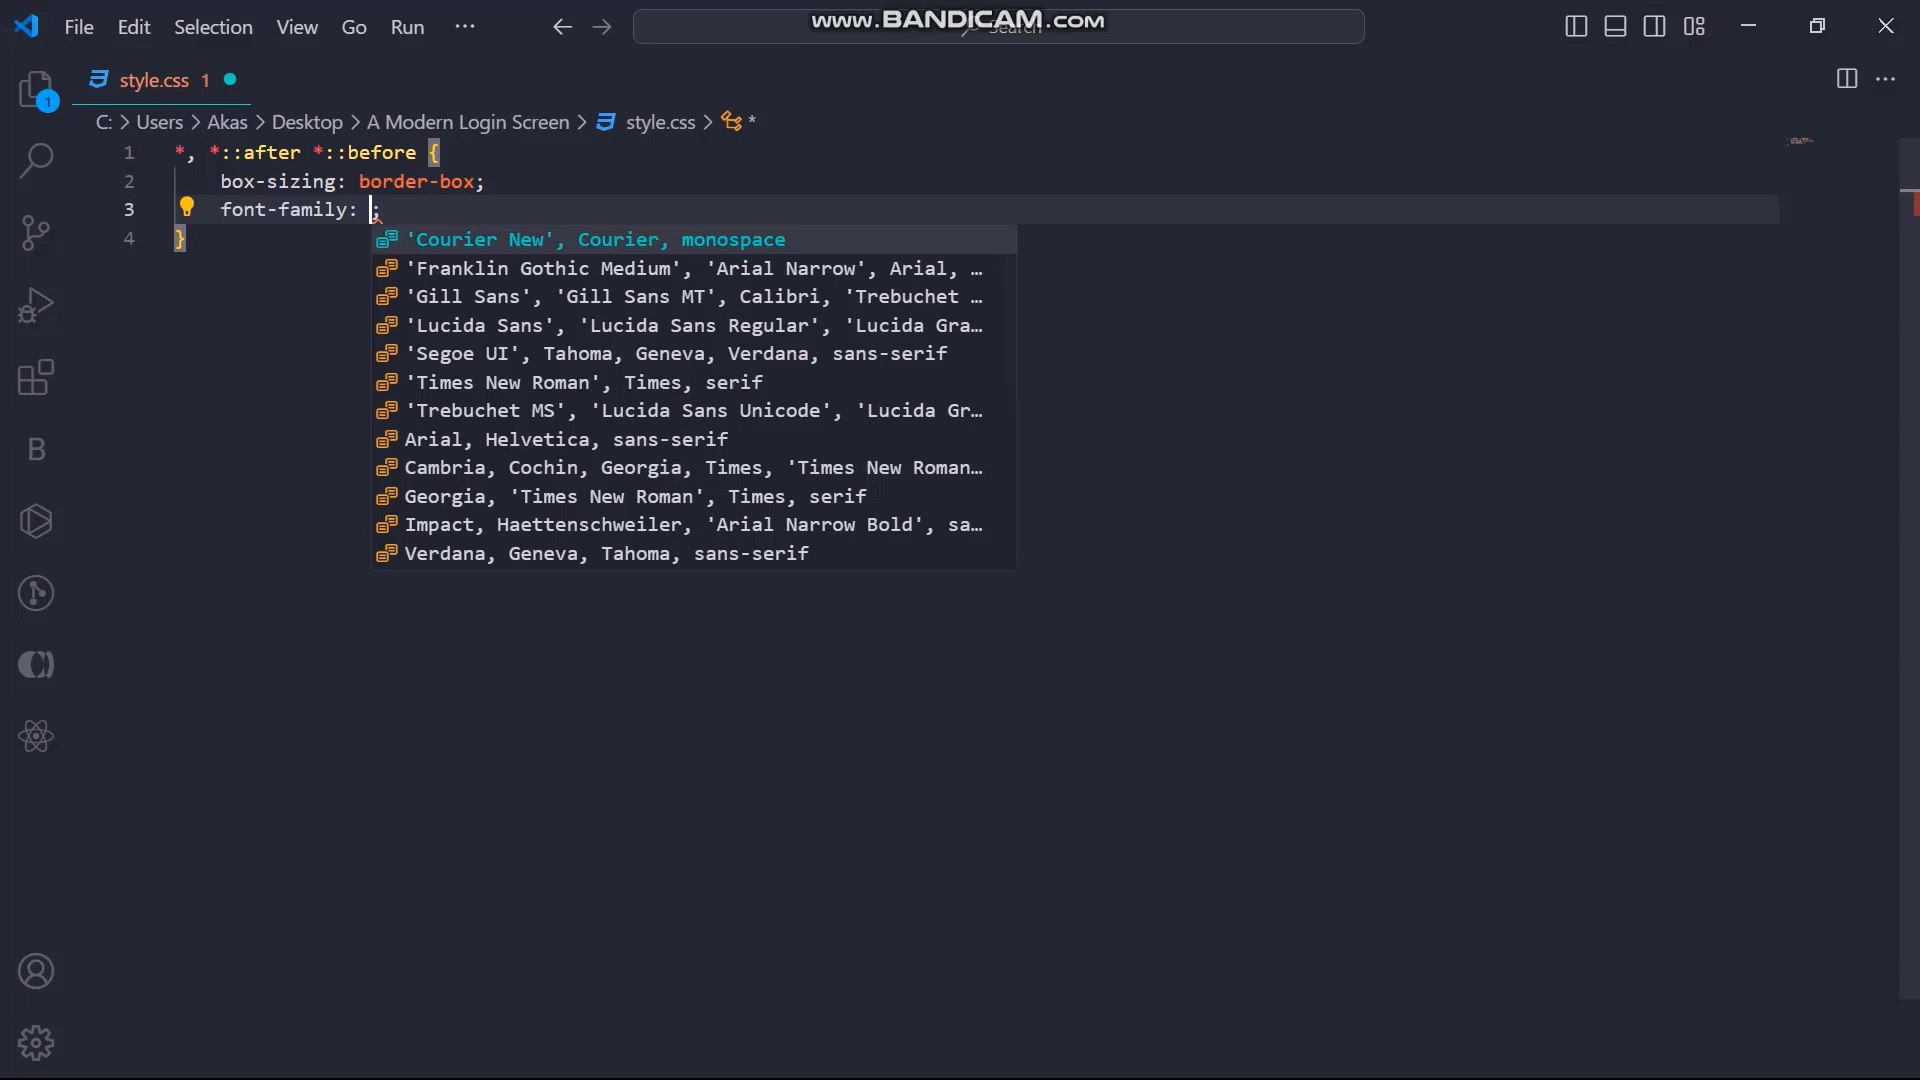 File Edit Selection View Go Run ··· Search
www.BANDICAM.com
style.css 1
1
C: > Users > Akas > Desktop > A Modern Login Screen > style.css > *
1 *, *::after *::before {
2 box-sizing: border-box;
3 font-family: ;
4 }
'Courier New', Courier, monospace
'Franklin Gothic Medium', 'Arial Narrow', Arial, …
'Gill Sans', 'Gill Sans MT', Calibri, 'Trebuchet …
'Lucida Sans', 'Lucida Sans Regular', 'Lucida Gra…
'Segoe UI', Tahoma, Geneva, Verdana, sans-serif
'Times New Roman', Times, serif
'Trebuchet MS', 'Lucida Sans Unicode', 'Lucida Gr…
Arial, Helvetica, sans-serif
Cambria, Cochin, Georgia, Times, 'Times New Roman…
Georgia, 'Times New Roman', Times, serif
Impact, Haettenschweiler, 'Arial Narrow Bold', sa…
Verdana, Geneva, Tahoma, sans-serif
B